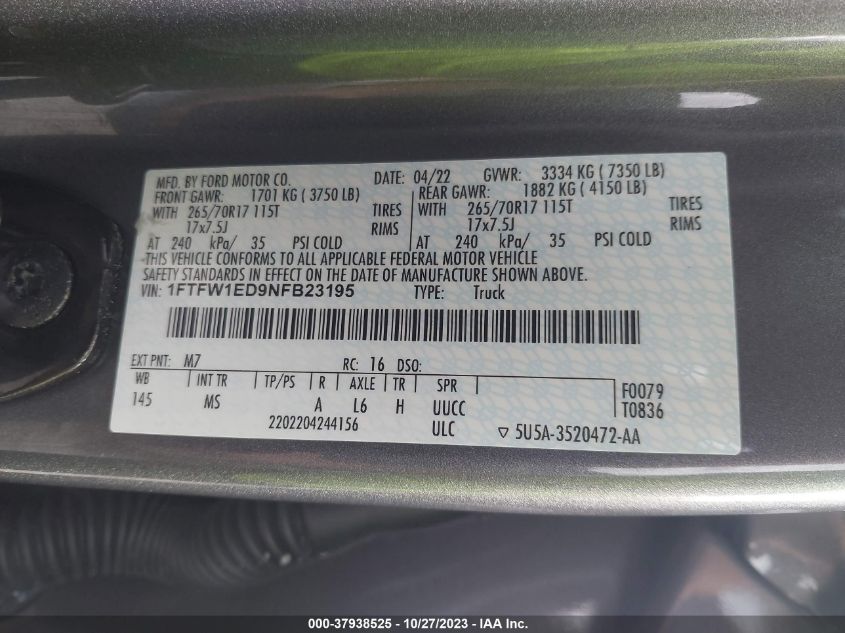 MFD. BY FORD MOTOR CO. DATE: 04/22 GVWR: 3334 KG ( 7350 LB)
FRONT GAWR: 1701 KG ( 3750 LB) REAR GAWR: 1882 KG ( 4150 LB)
WITH 265/70R17 115T TIRES WITH 265/70R17 115T TIRES
17x7.5J RIMS 17x7.5J RIMS
AT 240 kPa/ 35 PSI COLD AT 240 kPa/ 35 PSI COLD
THIS VEHICLE CONFORMS TO ALL APPLICABLE FEDERAL MOTOR VEHICLE
SAFETY STANDARDS IN EFFECT ON THE DATE OF MANUFACTURE SHOWN ABOVE.
VIN: 1FTFW1ED9NFB23195 TYPE: Truck
EXT PNT: M7 RC: 16 DSO:
WB INT TR TP/PS R AXLE TR SPR F0079
145 MS A L6 H UUCC T0836
2202204244156 ULC 5U5A-3520472-AA
000-37938525 - 10/27/2023 - IAA Inc.